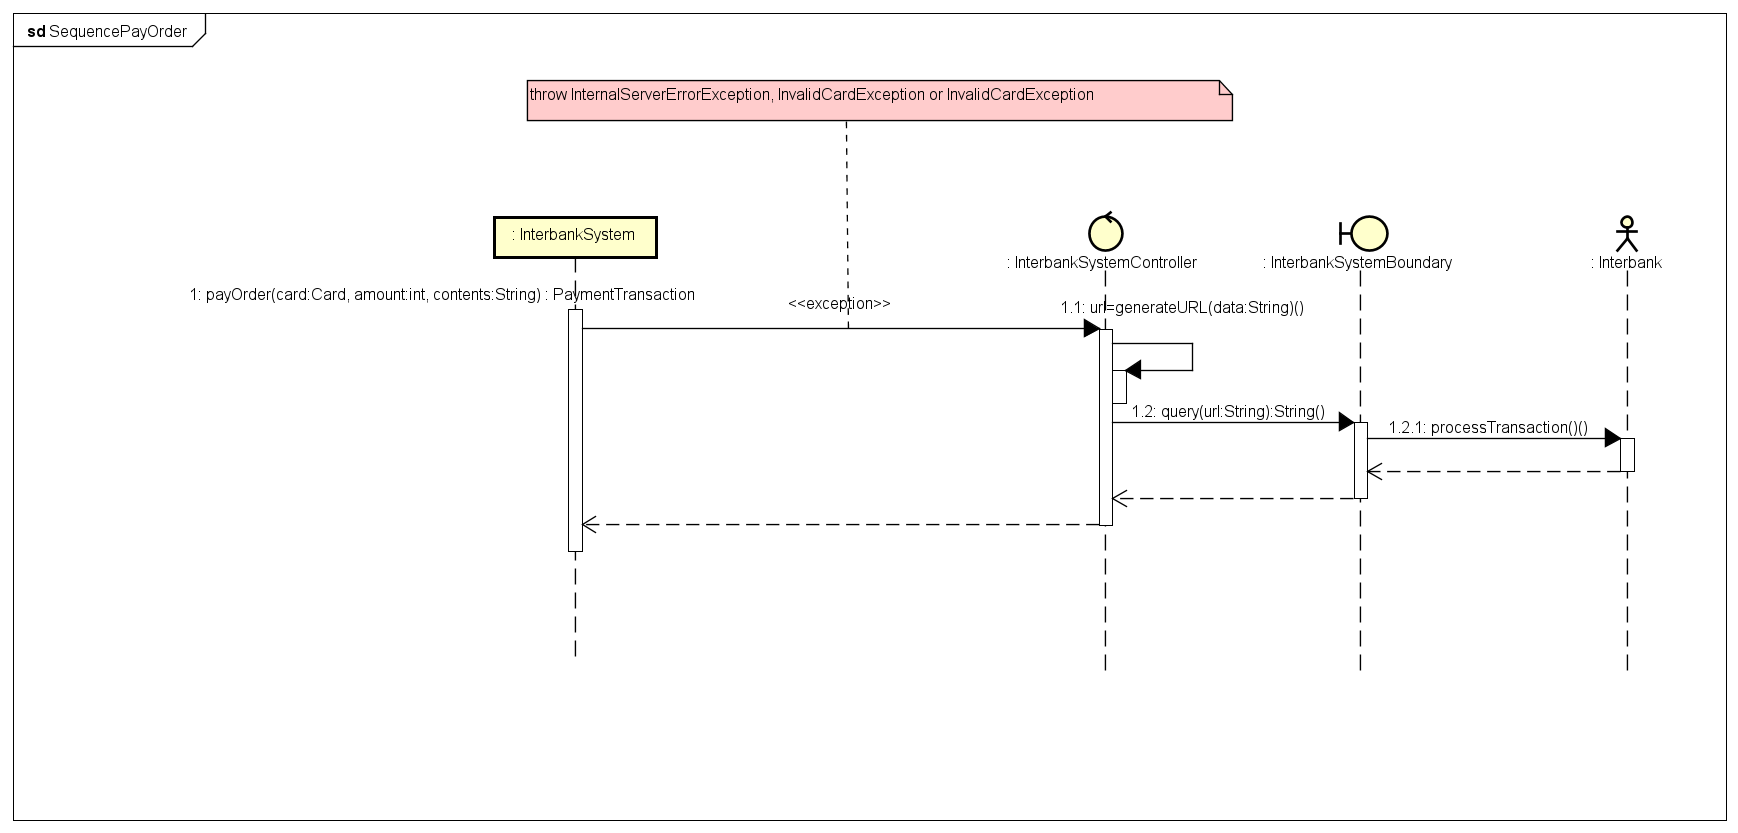 sd SequencePayOrder
throw InternalServerErrorException, InvalidCardException or InvalidCardException
: InterbankSystem
: InterbankSystemController
: InterbankSystemBoundary
: Interbank
1: payOrder(card:Card, amount:int, contents:String) : PaymentTransaction
<<exception>>
1.1: url=generateURL(data:String)()
1.2: query(url:String):String()
1.2.1: processTransaction()()